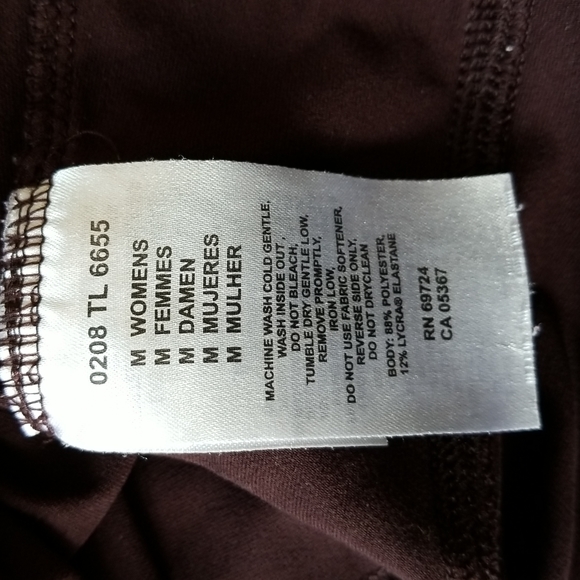 0208 TL 6655
M WOMENS
M FEMMES
M DAMEN
M MUJERES
M MULHER
MACHINE WASH COLD GENTLE,
WASH INSIDE OUT,
DO NOT BLEACH,
TUMBLE DRY GENTLE LOW,
REMOVE PROMPTLY,
IRON LOW,
DO NOT USE FABRIC SOFTENER,
REVERSE SIDE ONLY,
DO NOT DRYCLEAN
BODY: 88% POLYESTER,
12% LYCRA® ELASTANE
RN 69724
CA 05367